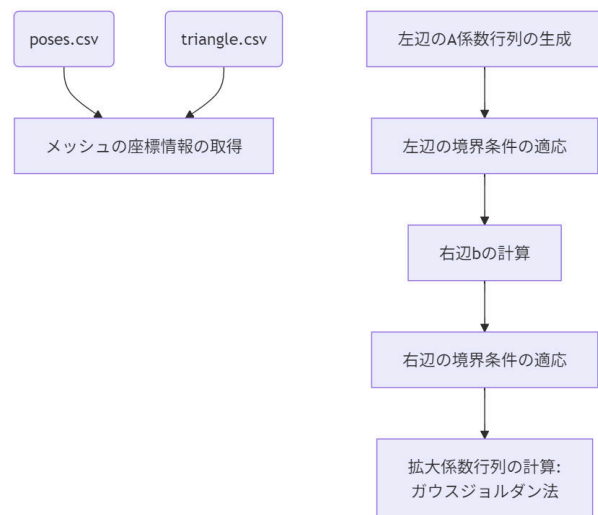 poses.csv
triangle.csv
メッシュの座標情報の取得
左辺のA係数行列の生成
左辺の境界条件の適応
右辺bの計算
右辺の境界条件の適応
拡大係数行列の計算:
ガウスジョルダン法